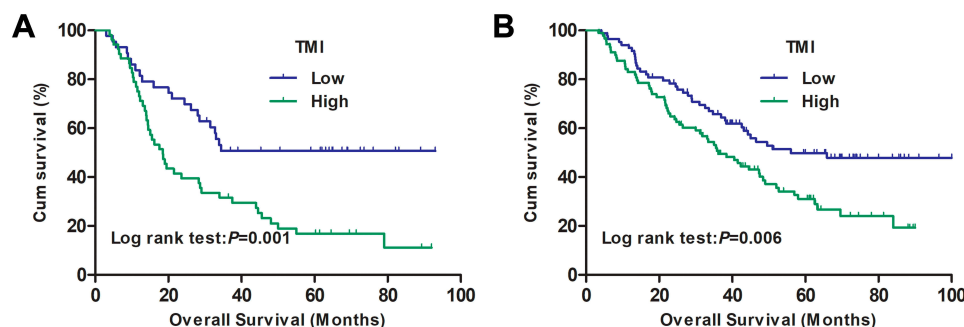 A
TMI
Low
High
Cum survival (%)
100
80
60
40
20
0
Log rank test:P=0.001
0 20 40 60 80 100
Overall Survival (Months)
B
TMI
Low
High
Cum survival (%)
100
80
60
40
20
0
Log rank test:P=0.006
0 20 40 60 80 100
Overall Survival (Months)